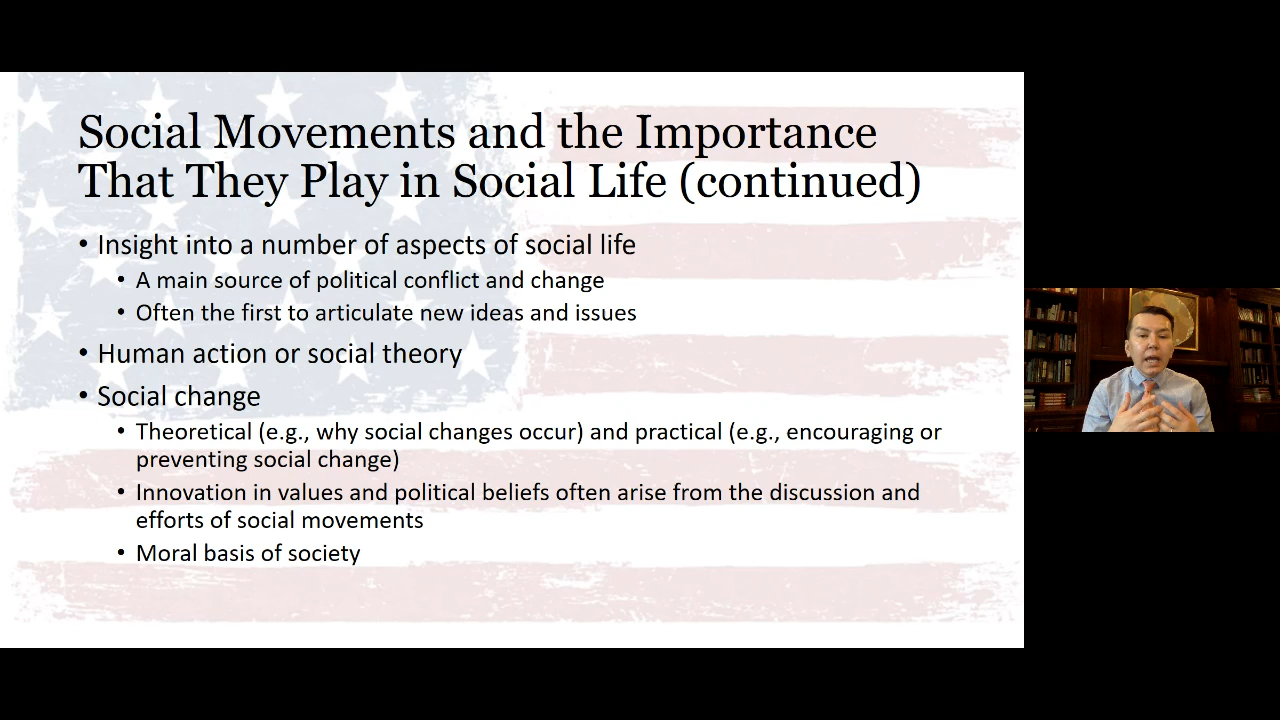 Social Movements and the Importance
That They Play in Social Life (continued)
• Insight into a number of aspects of social life
• A main source of political conflict and change
• Often the first to articulate new ideas and issues
• Human action or social theory
• Social change
• Theoretical (e.g., why social changes occur) and practical (e.g., encouraging or
preventing social change)
• Innovation in values and political beliefs often arise from the discussion and
efforts of social movements
• Moral basis of society